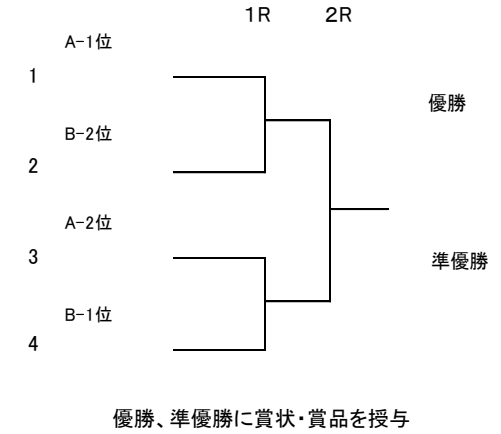 1R 2R
A-1位
1
優勝
B-2位
2
A-2位
3
準優勝
B-1位
4
優勝、準優勝に賞状・賞品を授与